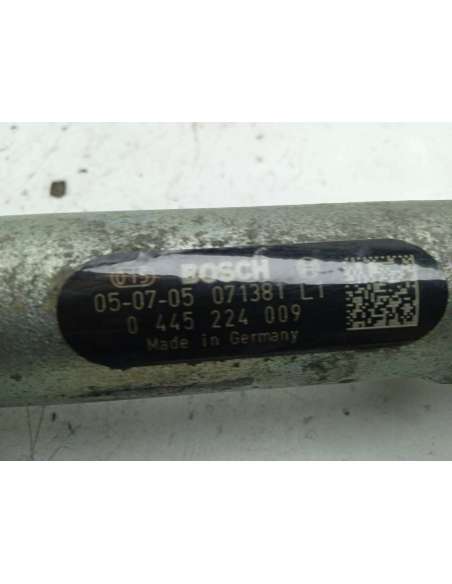 BOSCH
05-07-05 071381 L1
0 445 224 009
Made in Germany